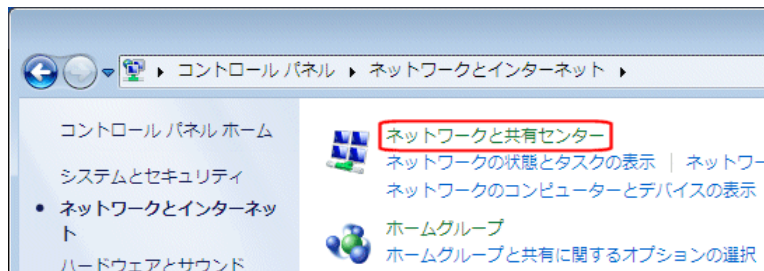 コントロール パネル ▶ ネットワークとインターネット ▶
コントロール パネル ホーム
システムとセキュリティ
• ネットワークとインターネッ
ト
ハードウェアとサウンド
ネットワークと共有センター
ネットワークの状態とタスクの表示 | ネットワー
ネットワークのコンピューターとデバイスの表示
ホームグループ
ホームグループと共有に関するオプションの選択